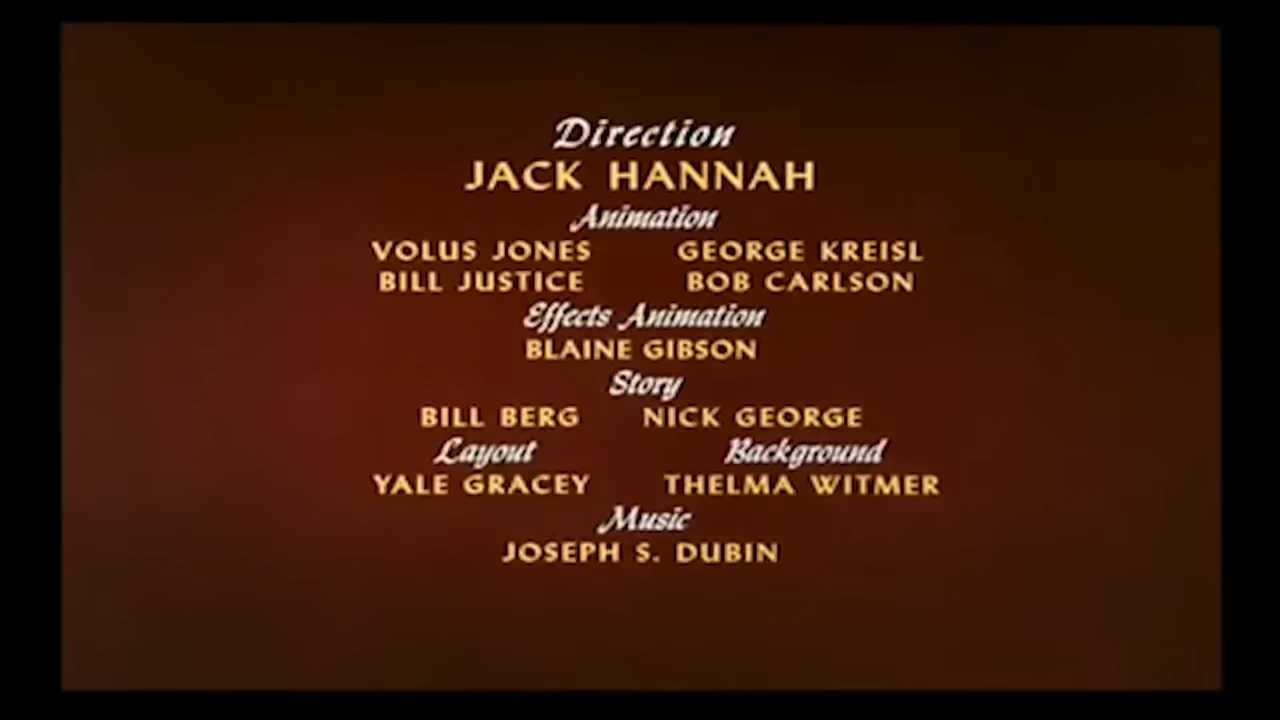 Direction
JACK HANNAH
Animation
VOLUS JONES GEORGE KREISL
BILL JUSTICE BOB CARLSON
Effects Animation
BLAINE GIBSON
Story
BILL BERG NICK GEORGE
Layout Background
YALE GRACEY THELMA WITMER
Music
JOSEPH S. DUBIN